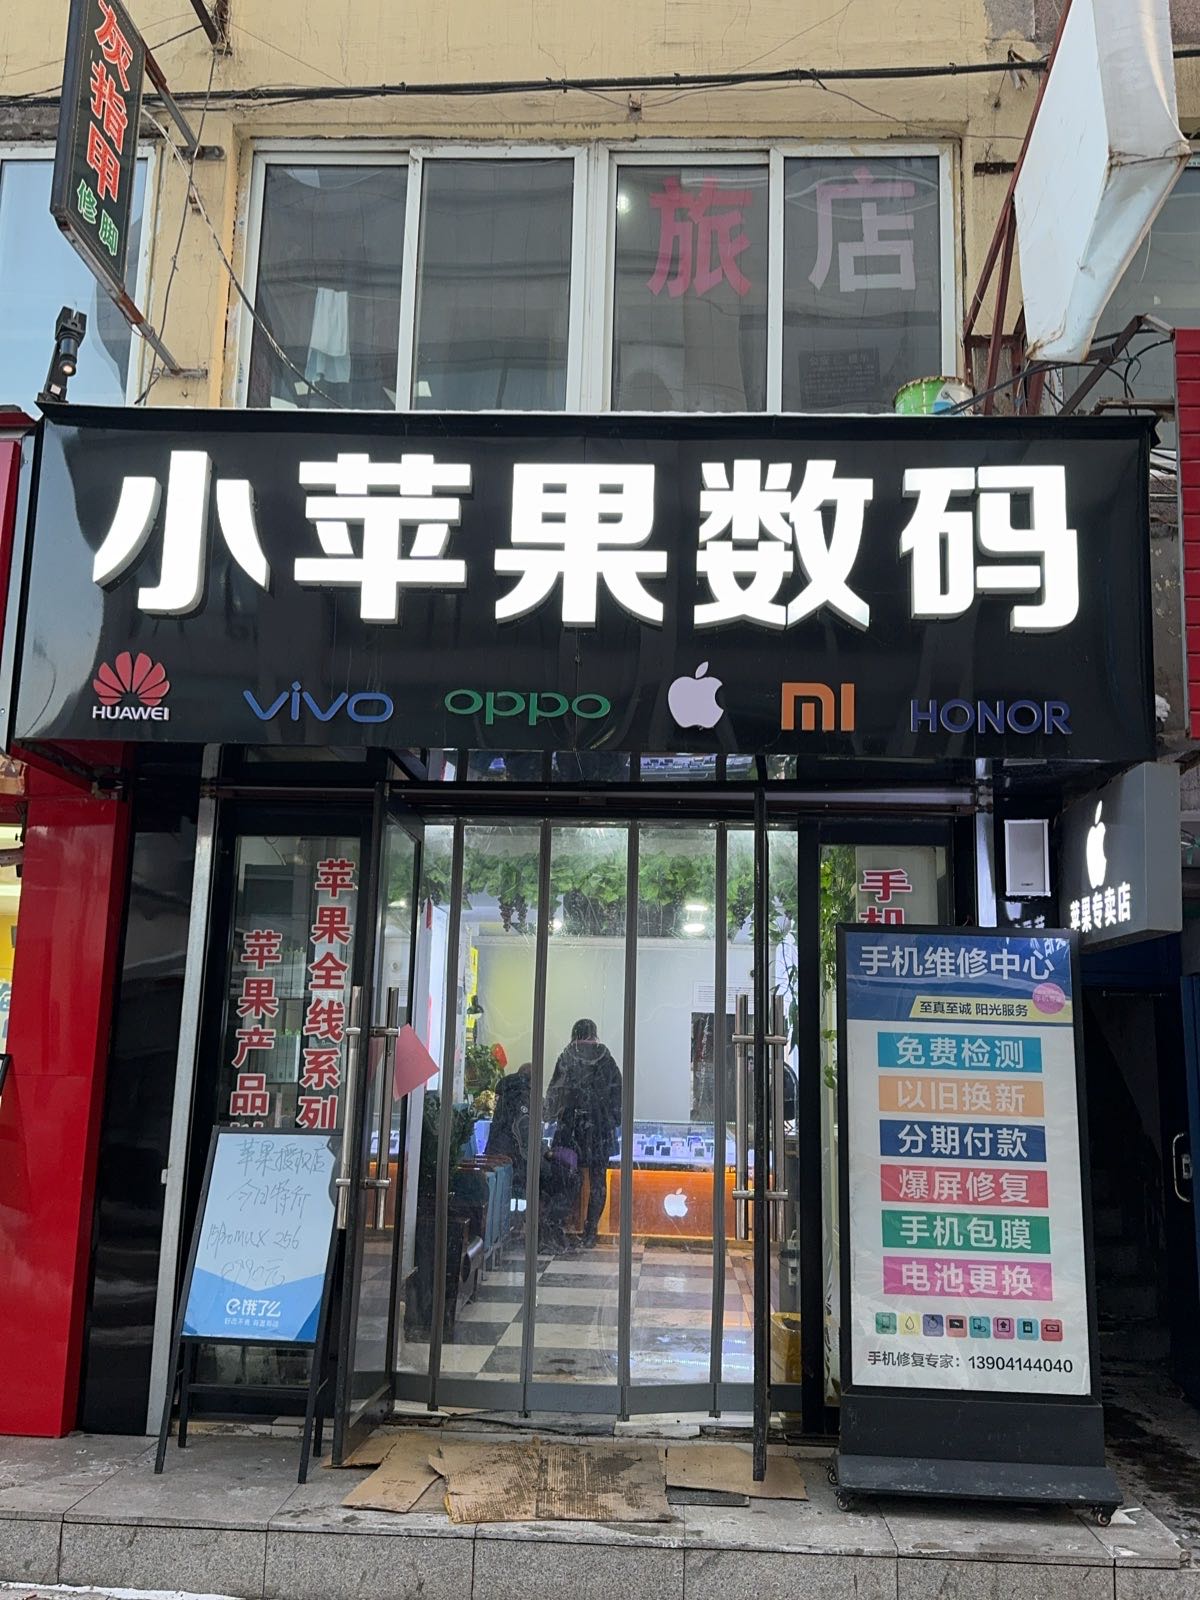 灰指甲
修脚
旅店
小苹果数码
HUAWEI
vivo
oppo
mi
HONOR
苹果专卖店
苹果全线系列
苹果产品
手机
手机维修中心
至真至诚 阳光服务
免费检测
以旧换新
分期付款
爆屏修复
手机包膜
电池更换
手机修复专家：13904144040
苹果授权店
今日特价
15Promax 256
饿了么